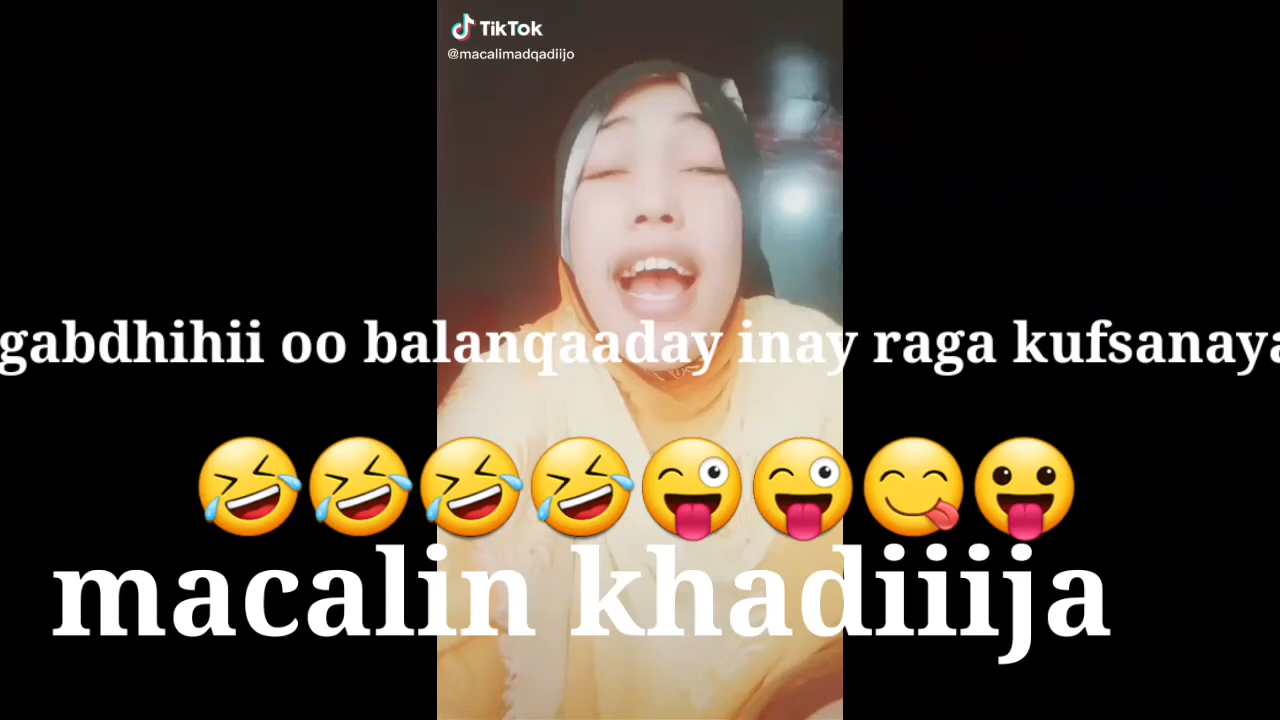 TikTok
@macalimadqadiijo
gabdhihii oo balanqaaday inay raga kufsanaya
🤣🤣🤣🤣🤪🤪😋😛
macalin khadiiija